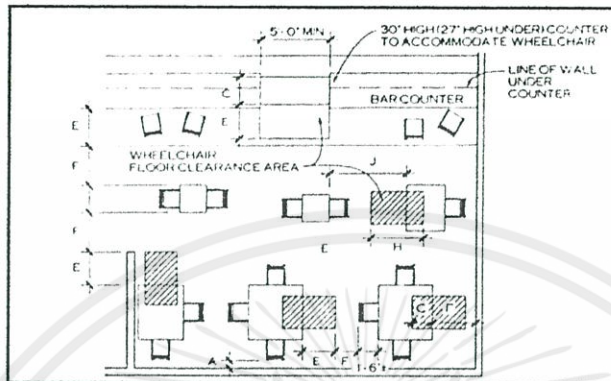 5'-0" MIN
30" HIGH (27" HIGH UNDER) COUNTER
TO ACCOMMODATE WHEELCHAIR
LINE OF WALL
UNDER
COUNTER
C
BAR COUNTER
E
E
WHEELCHAIR
FLOOR CLEARANCE AREA
J
F
F
E
H
E
C
F
A
E
F
1'-6"±